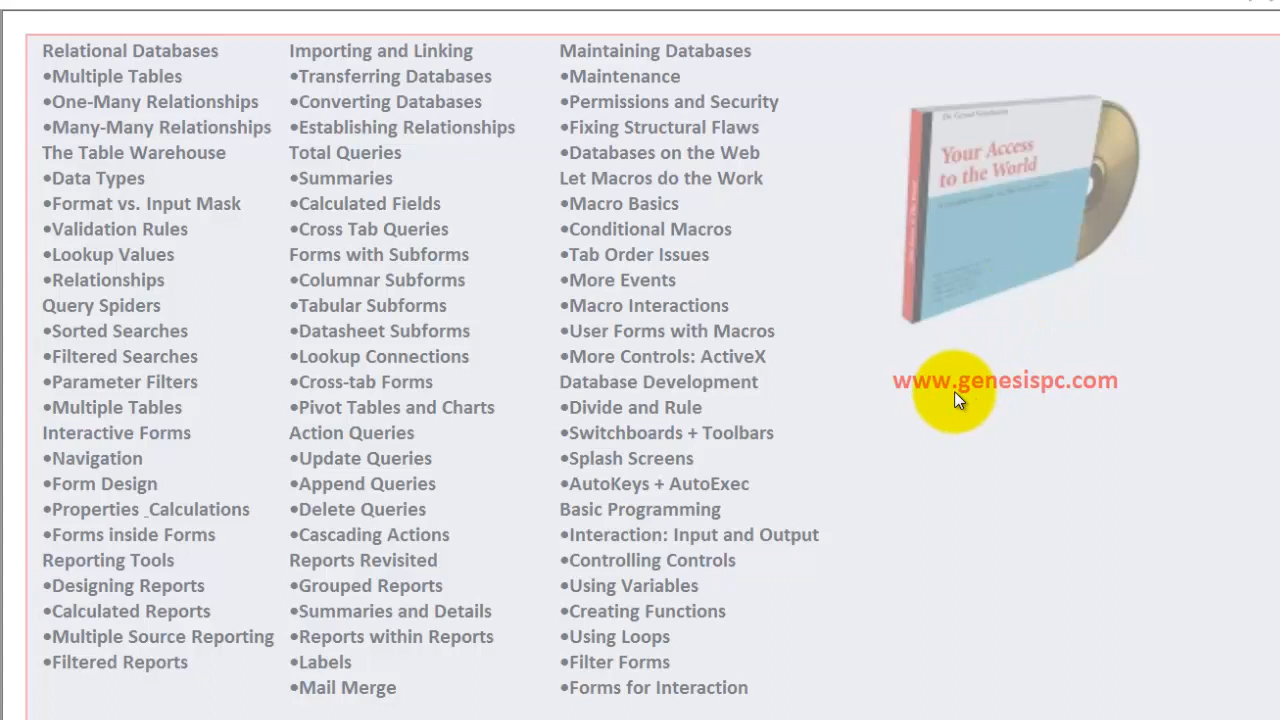 Relational Databases
•Multiple Tables
•One-Many Relationships
•Many-Many Relationships
The Table Warehouse
•Data Types
•Format vs. Input Mask
•Validation Rules
•Lookup Values
•Relationships
Query Spiders
•Sorted Searches
•Filtered Searches
•Parameter Filters
•Multiple Tables
Interactive Forms
•Navigation
•Form Design
•Properties _Calculations
•Forms inside Forms
Reporting Tools
•Designing Reports
•Calculated Reports
•Multiple Source Reporting
•Filtered Reports
Importing and Linking
•Transferring Databases
•Converting Databases
•Establishing Relationships
Total Queries
•Summaries
•Calculated Fields
•Cross Tab Queries
Forms with Subforms
•Columnar Subforms
•Tabular Subforms
•Datasheet Subforms
•Lookup Connections
•Cross-tab Forms
•Pivot Tables and Charts
Action Queries
•Update Queries
•Append Queries
•Delete Queries
•Cascading Actions
Reports Revisited
•Grouped Reports
•Summaries and Details
•Reports within Reports
•Labels
•Mail Merge
Maintaining Databases
•Maintenance
•Permissions and Security
•Fixing Structural Flaws
•Databases on the Web
Let Macros do the Work
•Macro Basics
•Conditional Macros
•Tab Order Issues
•More Events
•Macro Interactions
•User Forms with Macros
•More Controls: ActiveX
Database Development
•Divide and Rule
•Switchboards + Toolbars
•Splash Screens
•AutoKeys + AutoExec
Basic Programming
•Interaction: Input and Output
•Controlling Controls
•Using Variables
•Creating Functions
•Using Loops
•Filter Forms
•Forms for Interaction
Your Access
to the World
www.genesispc.com